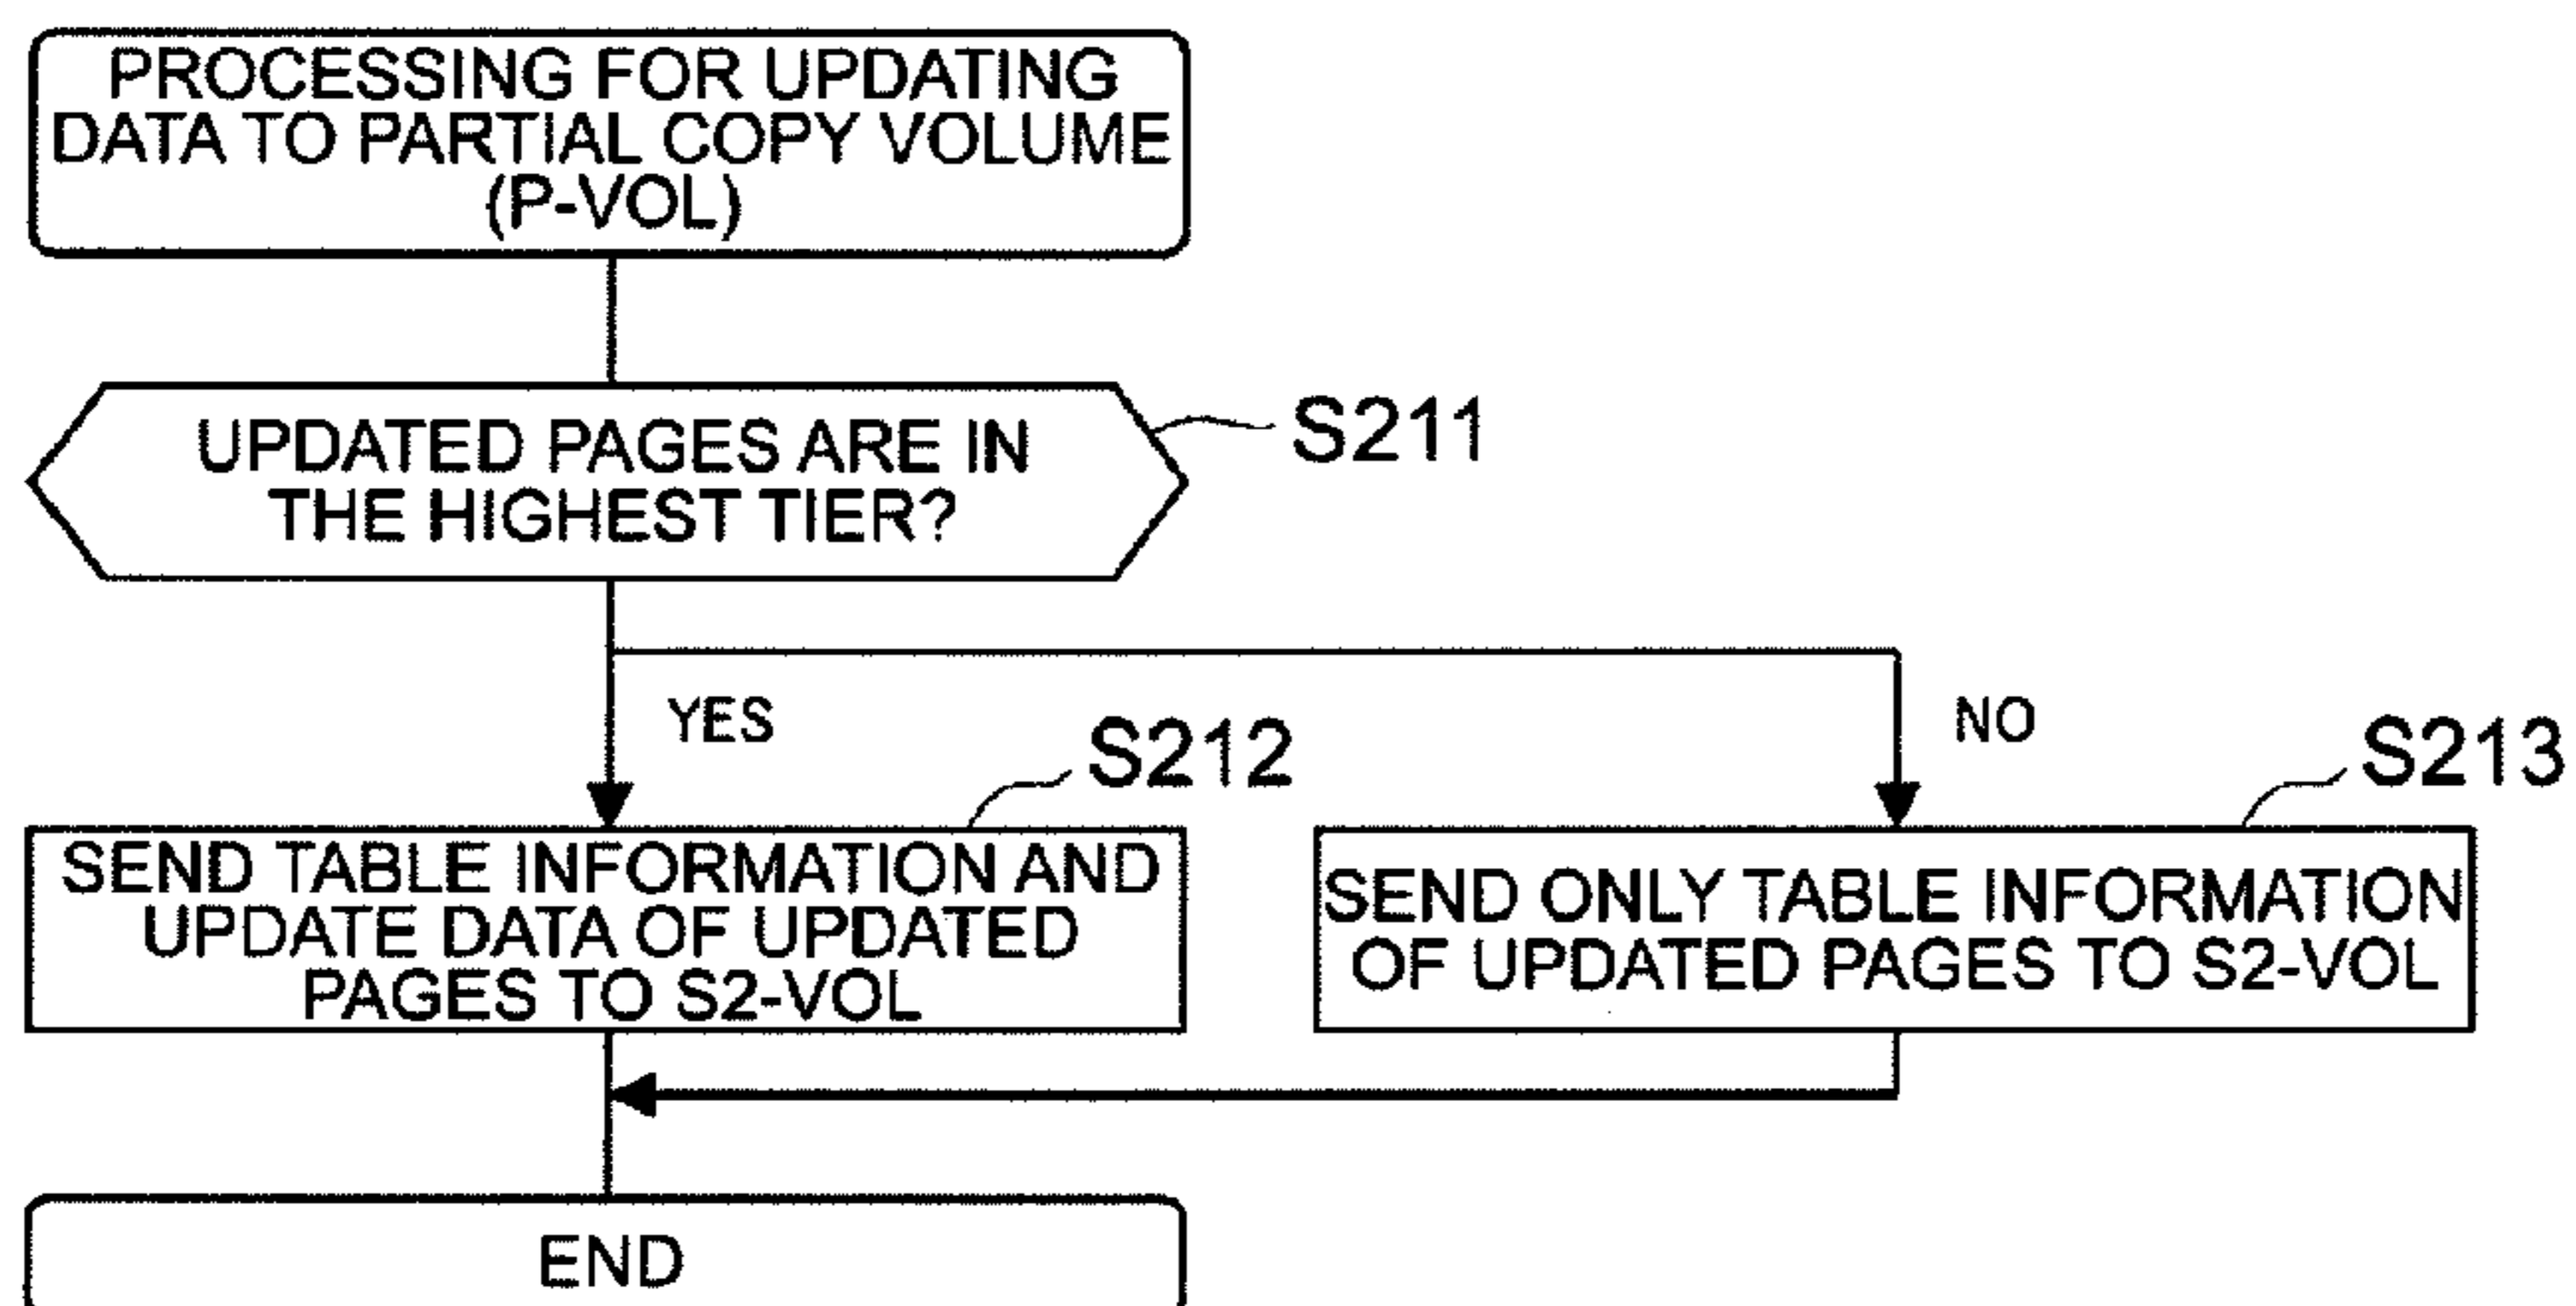 PROCESSING FOR UPDATING
DATA TO PARTIAL COPY VOLUME
(P-VOL)
UPDATED PAGES ARE IN
THE HIGHEST TIER?
S211
YES
NO
S212
S213
SEND TABLE INFORMATION AND
UPDATE DATA OF UPDATED
PAGES TO S2-VOL
SEND ONLY TABLE INFORMATION
OF UPDATED PAGES TO S2-VOL
END